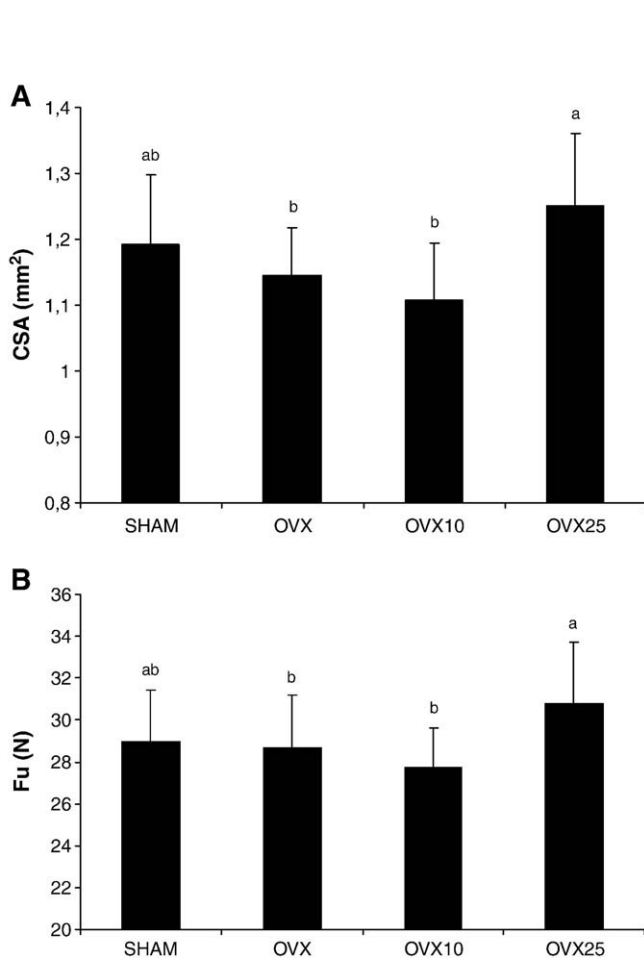 A
CSA (mm²)
1,4
1,3
1,2
1,1
1
0,9
0,8
ab
b
b
a
SHAM OVX OVX10 OVX25
B
Fu (N)
36
34
32
30
28
26
24
22
20
ab
b
b
a
SHAM OVX OVX10 OVX25